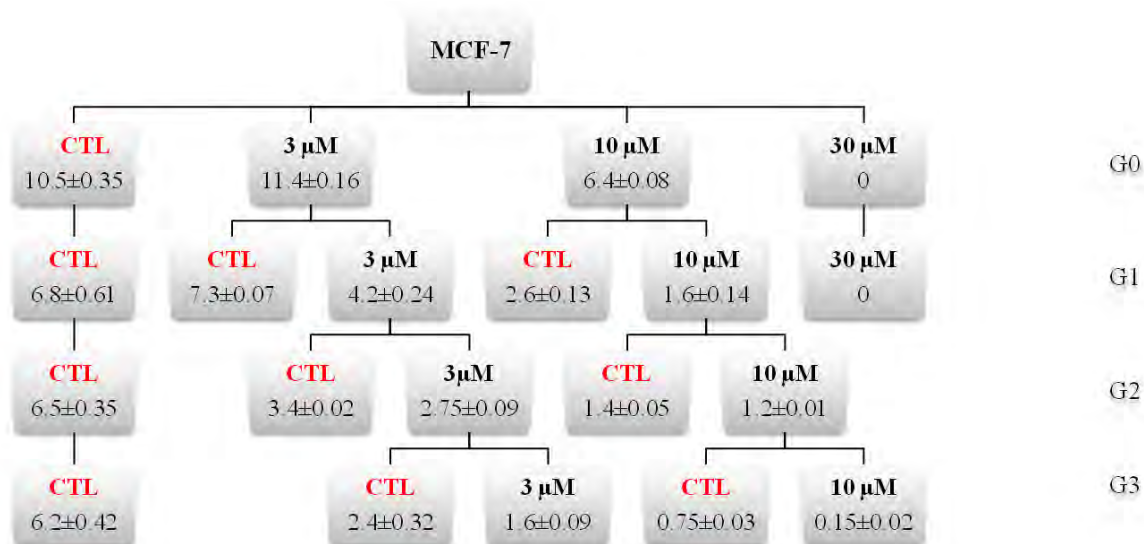 MCF-7
CTL 3 µM 10 µM 30 µM
10.5±0.35 11.4±0.16 6.4±0.08 0 G0
CTL CTL 3 µM CTL 10 µM 30 µM
6.8±0.61 7.3±0.07 4.2±0.24 2.6±0.13 1.6±0.14 0 G1
CTL CTL 3µM CTL 10 µM
6.5±0.35 3.4±0.02 2.75±0.09 1.4±0.05 1.2±0.01 G2
CTL CTL 3 µM CTL 10 µM
6.2±0.42 2.4±0.32 1.6±0.09 0.75±0.03 0.15±0.02 G3